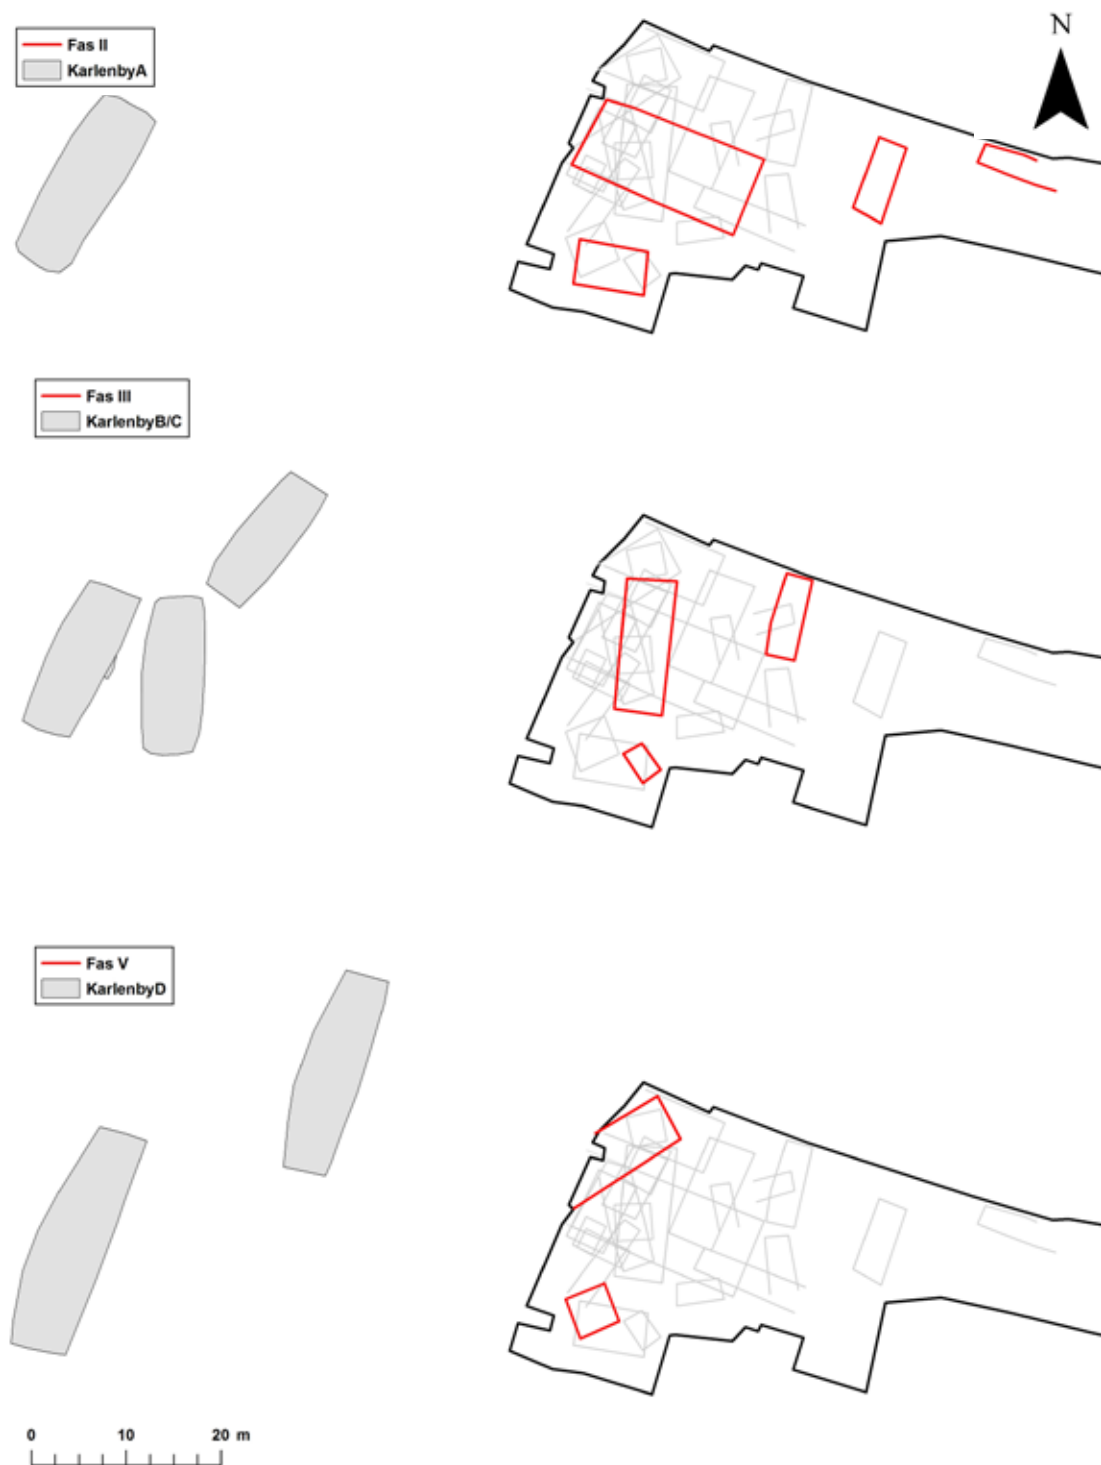 N
Fas II
KarlenbyA
Fas III
KarlenbyB/C
Fas V
KarlenbyD
0 10 20 m